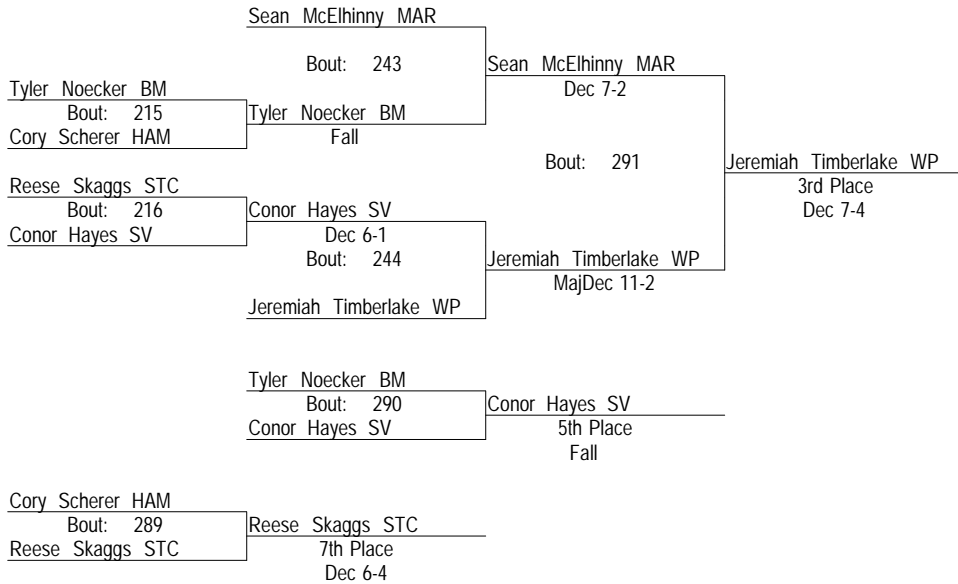 Sean McElhinny MAR
Bout: 243
Sean McElhinny MAR
Dec 7-2
Tyler Noecker BM
Bout: 215
Cory Scherer HAM
Tyler Noecker BM
Fall
Bout: 291
Jeremiah Timberlake WP
3rd Place
Dec 7-4
Reese Skaggs STC
Bout: 216
Conor Hayes SV
Conor Hayes SV
Dec 6-1
Bout: 244
Jeremiah Timberlake WP
MajDec 11-2
Jeremiah Timberlake WP
Tyler Noecker BM
Bout: 290
Conor Hayes SV
Conor Hayes SV
5th Place
Fall
Cory Scherer HAM
Bout: 289
Reese Skaggs STC
Reese Skaggs STC
7th Place
Dec 6-4